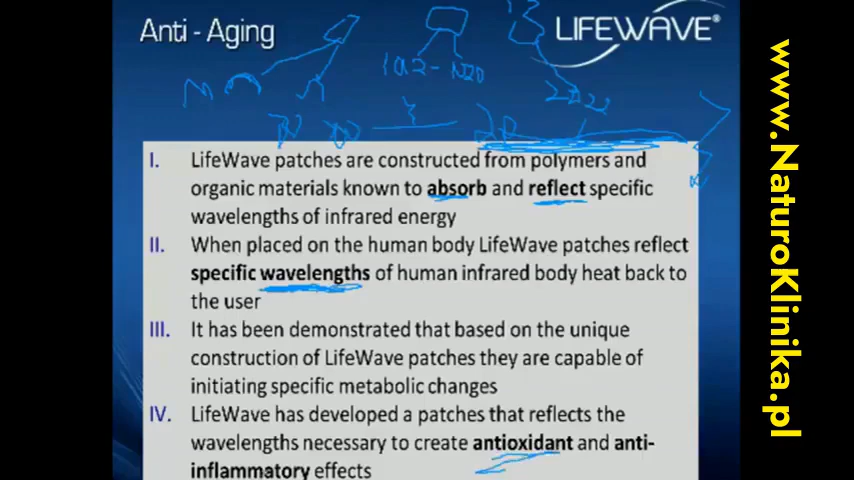 Anti - Aging
LIFEWAVE®
I. LifeWave patches are constructed from polymers and
organic materials known to absorb and reflect specific
wavelengths of infrared energy
II. When placed on the human body LifeWave patches reflect
specific wavelengths of human infrared body heat back to
the user
III. It has been demonstrated that based on the unique
construction of LifeWave patches they are capable of
initiating specific metabolic changes
IV. LifeWave has developed a patches that reflects the
wavelengths necessary to create antioxidant and anti-
inflammatory effects
www.NaturoKlinika.pl